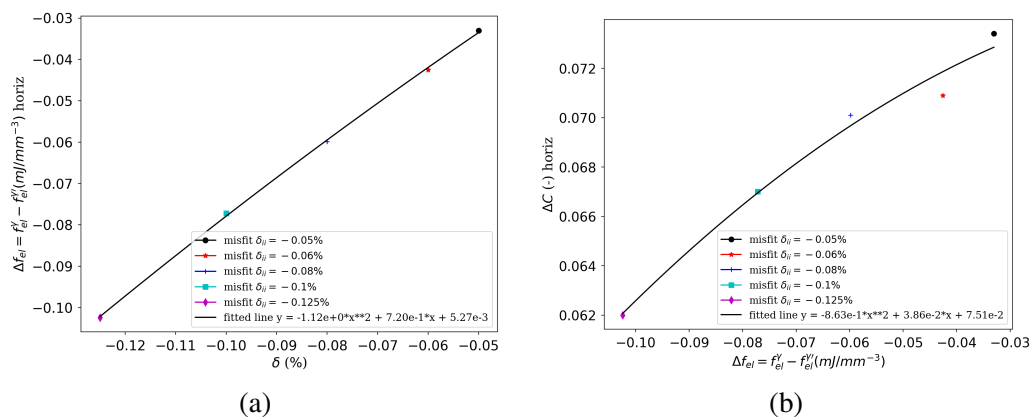 −0.03
−0.04
−0.05
−0.06
−0.07
−0.08
−0.09
−0.10
Δf_el = f_el^γ − f_el^γ′(mJ/mm^−3) horiz
misfit δ_ii = − 0.05%
misfit δ_ii = − 0.06%
misfit δ_ii = − 0.08%
misfit δ_ii = − 0.1%
misfit δ_ii = − 0.125%
fitted line y = -1.12e+0*x**2 + 7.20e-1*x + 5.27e-3
−0.12 −0.11 −0.10 −0.09 −0.08 −0.07 −0.06 −0.05
δ (%)
(a)
0.072
0.070
0.068
0.066
0.064
0.062
ΔC (-) horiz
misfit δ_ii = − 0.05%
misfit δ_ii = − 0.06%
misfit δ_ii = − 0.08%
misfit δ_ii = − 0.1%
misfit δ_ii = − 0.125%
fitted line y = -8.63e-1*x**2 + 3.86e-2*x + 7.51e-2
−0.10 −0.09 −0.08 −0.07 −0.06 −0.05 −0.04 −0.03
Δf_el = f_el^γ − f_el^γ′(mJ/mm^−3)
(b)